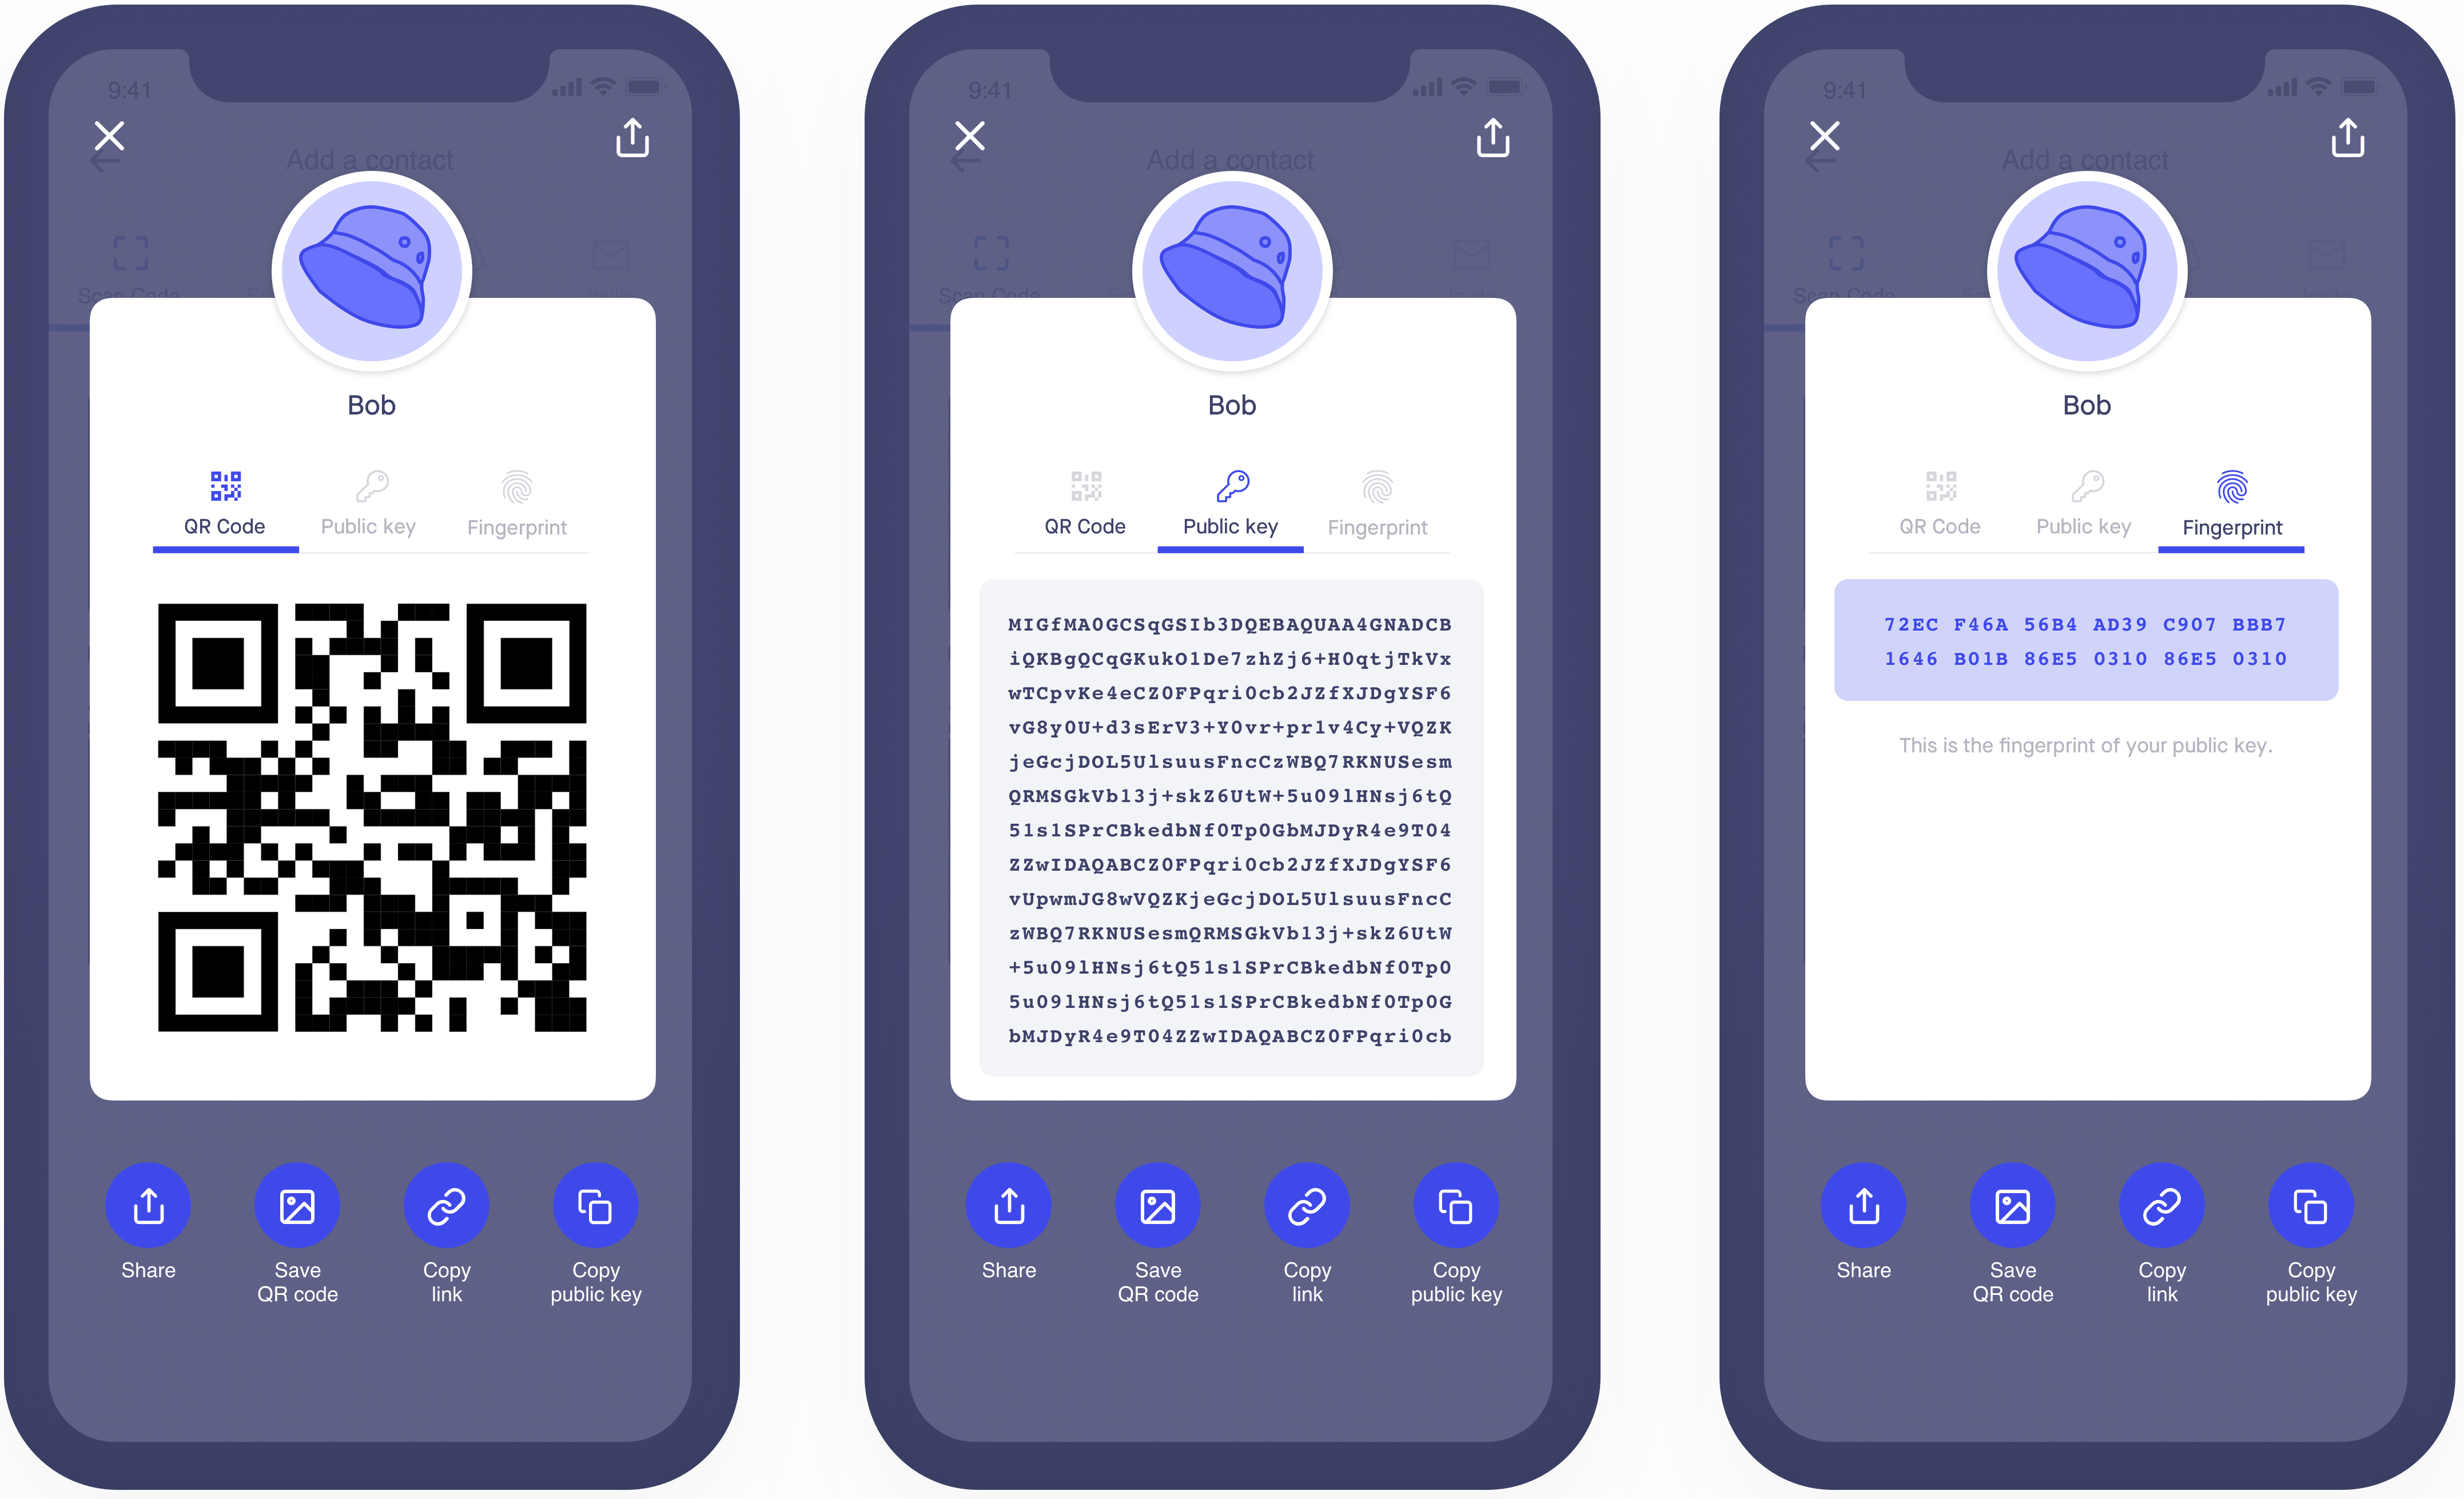 9:41
Add a contact
Scan Code
Bob
QR Code Public key Fingerprint
Share
Save
QR code
Copy
link
Copy
public key
9:41
Add a contact
Scan Code
Invite
Bob
QR Code Public key Fingerprint
MIGfMA0GCSqGSIb3DQEBAQUAA4GNADCB
iQKBgQCqGKukO1De7zhZj6+H0qtjTkVx
wTCpvKe4eCZ0FPqri0cb2JZfXJDgYSF6
vG8y0U+d3sErV3+Y0vr+pr1v4Cy+VQZK
jeGcjDOL5UlsuusFncCzWBQ7RKNUSesm
QRMSGkVb13j+skZ6UtW+5u09lHNsj6tQ
51s1SPrCBkedbNf0Tp0GbMJDyR4e9T04
ZZwIDAQABCZ0FPqri0cb2JZfXJDgYSF6
vUpwmJG8wVQZKjeGcjDOL5UlsuusFncC
zWBQ7RKNUSesmQRMSGkVb13j+skZ6UtW
+5u09lHNsj6tQ51s1SPrCBkedbNf0Tp0
5u09lHNsj6tQ51s1SPrCBkedbNf0Tp0G
bMJDyR4e9T04ZZwIDAQABCZ0FPqri0cb
Share
Save
QR code
Copy
link
Copy
public key
9:41
Add a contact
Scan Code
Bob
QR Code Public key Fingerprint
72EC F46A 56B4 AD39 C907 BBB7
1646 B01B 86E5 0310 86E5 0310
This is the fingerprint of your public key.
Share
Save
QR code
Copy
link
Copy
public key